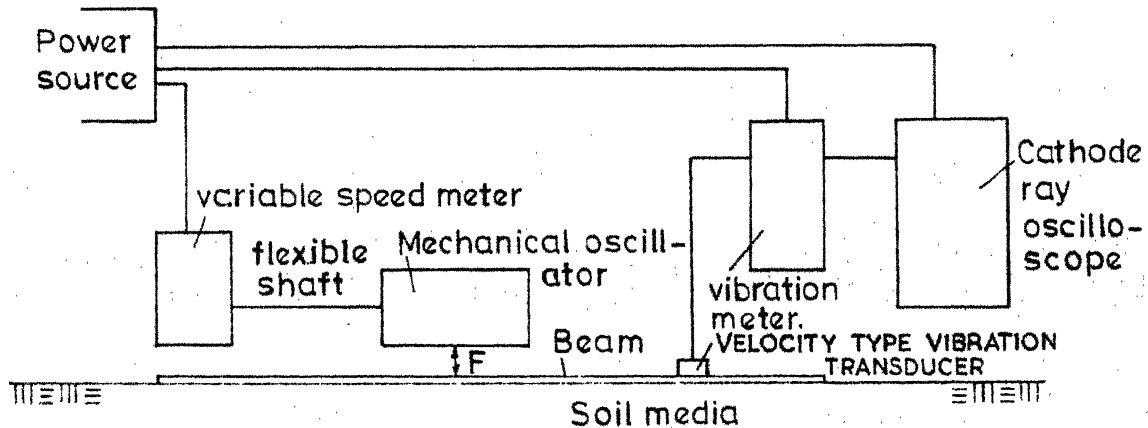 Power
source
variable speed meter
flexible
shaft
Mechanical oscill-
ator
Cathode
ray
oscillo-
scope
vibration
meter.
VELOCITY TYPE VIBRATION
TRANSDUCER
Beam
F
Soil media